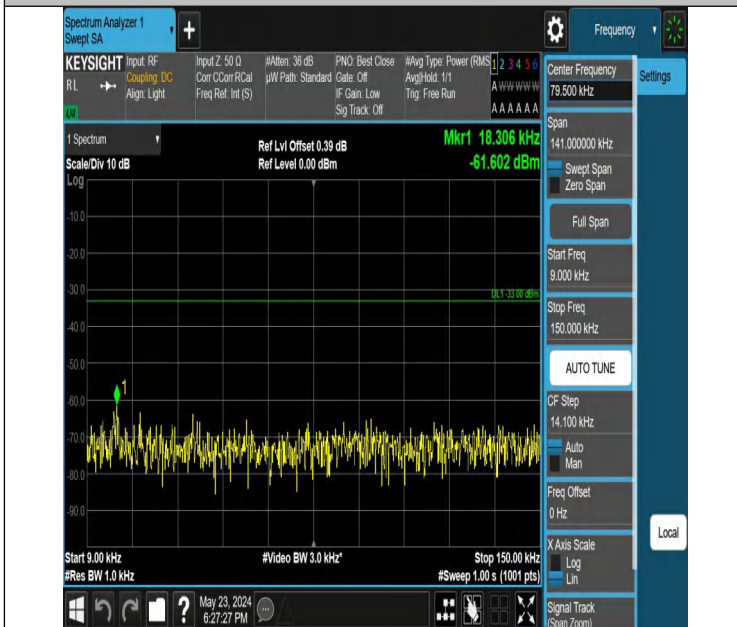 Spectrum Analyzer 1
Swept SA
+
Frequency
KEYSIGHT
RL
Input: RF
Coupling: DC
Align: Light
Input Z: 50 Ω
Corr CCorr RCal
Freq Ref: Int (S)
#Atten: 36 dB
µW Path: Standard
PNO: Best Close
Gate: Off
IF Gain: Low
Sig Track: Off
#Avg Type: Power (RMS
Avg|Hold: 1/1
Trig: Free Run
1 2 3 4 5 6
A W W W W W
A A A A A A
1 Spectrum
Scale/Div 10 dB
Log
Ref Lvl Offset 0.39 dB
Ref Level 0.00 dBm
Mkr1 18.306 kHz
-61.602 dBm
-10.0
-20.0
-30.0
DL1 -33.00 dBm
-40.0
-50.0
1
-60.0
-70.0
-80.0
-90.0
Start 9.00 kHz
#Res BW 1.0 kHz
#Video BW 3.0 kHz*
Stop 150.00 kHz
#Sweep 1.00 s (1001 pts)
?
May 23, 2024
6:27:27 PM
Center Frequency
79.500 kHz
Settings
Span
141.000000 kHz
Swept Span
Zero Span
Full Span
Start Freq
9.000 kHz
Stop Freq
150.000 kHz
AUTO TUNE
CF Step
14.100 kHz
Auto
Man
Freq Offset
0 Hz
X Axis Scale
Log
Lin
Local
Signal Track
(Span Zoom)